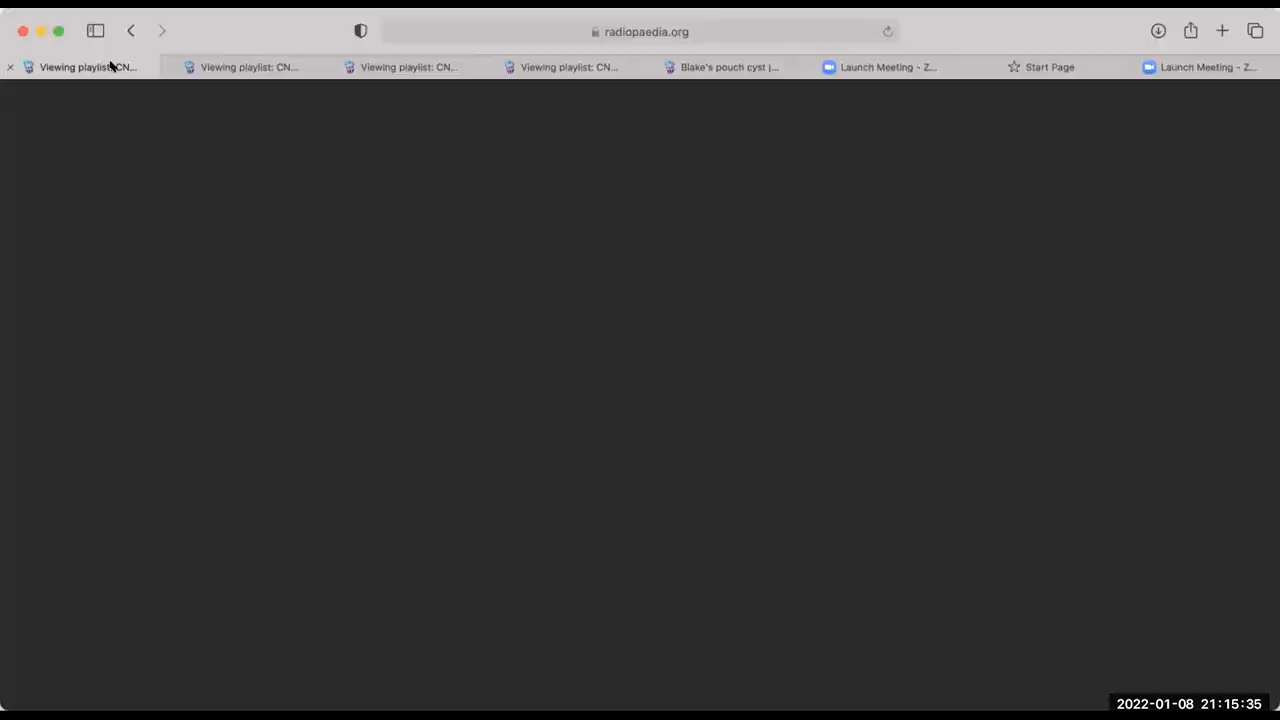 radiopaedia.org
Viewing playlist: CN...
Viewing playlist: CN...
Viewing playlist: CN...
Viewing playlist: CN...
Blake's pouch cyst |...
Launch Meeting - Z...
Start Page
Launch Meeting - Z...
2022-01-08 21:15:35